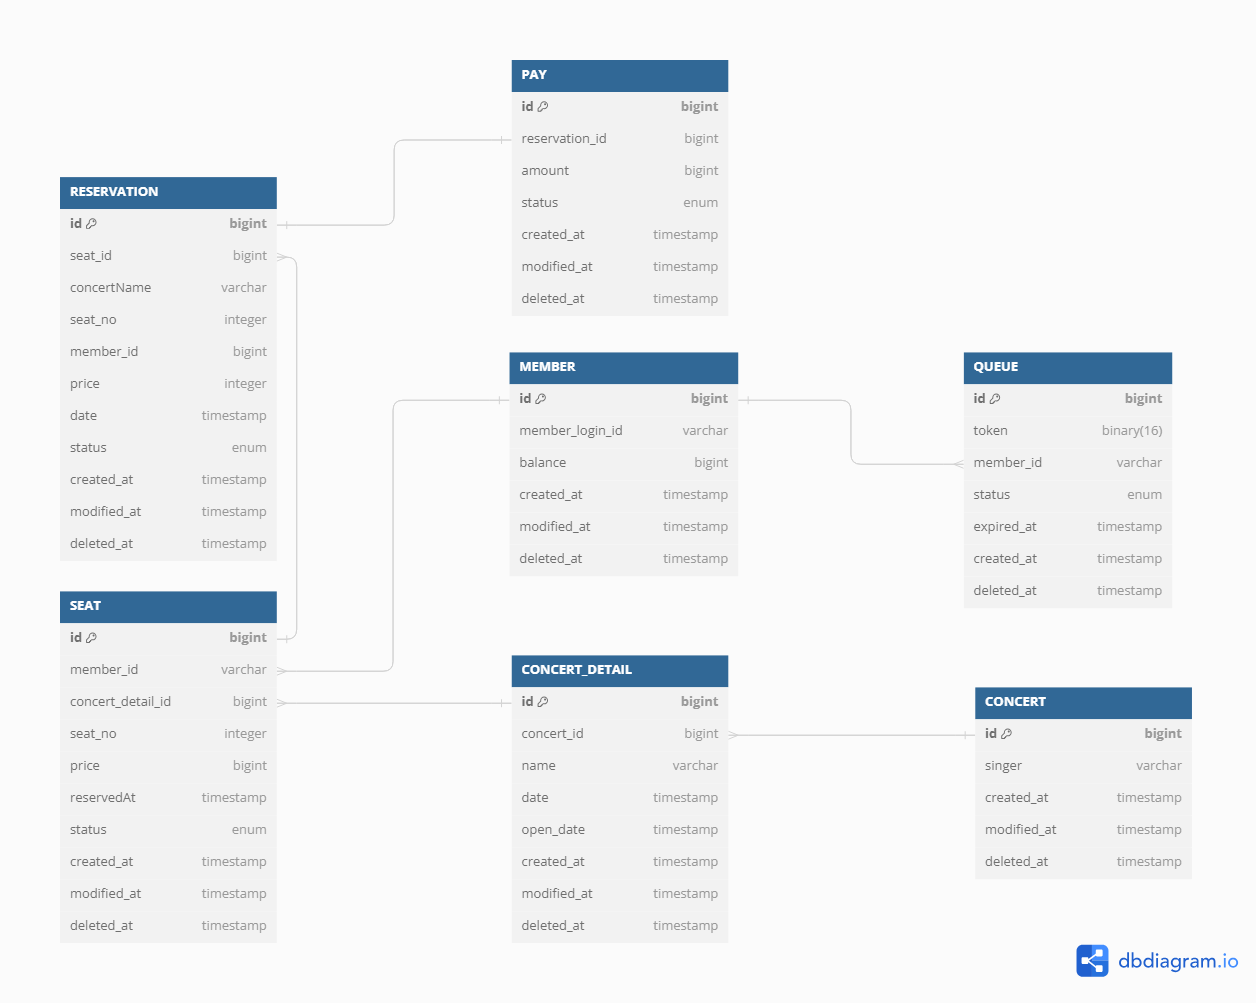 PAY
id bigint
reservation_id bigint
amount bigint
status enum
created_at timestamp
modified_at timestamp
deleted_at timestamp
RESERVATION
id bigint
seat_id bigint
concertName varchar
seat_no integer
member_id bigint
price integer
date timestamp
status enum
created_at timestamp
modified_at timestamp
deleted_at timestamp
MEMBER
id bigint
member_login_id varchar
balance bigint
created_at timestamp
modified_at timestamp
deleted_at timestamp
QUEUE
id bigint
token binary(16)
member_id varchar
status enum
expired_at timestamp
created_at timestamp
deleted_at timestamp
SEAT
id bigint
member_id varchar
concert_detail_id bigint
seat_no integer
price bigint
reservedAt timestamp
status enum
created_at timestamp
modified_at timestamp
deleted_at timestamp
CONCERT_DETAIL
id bigint
concert_id bigint
name varchar
date timestamp
open_date timestamp
created_at timestamp
modified_at timestamp
deleted_at timestamp
CONCERT
id bigint
singer varchar
created_at timestamp
modified_at timestamp
deleted_at timestamp
dbdiagram.io